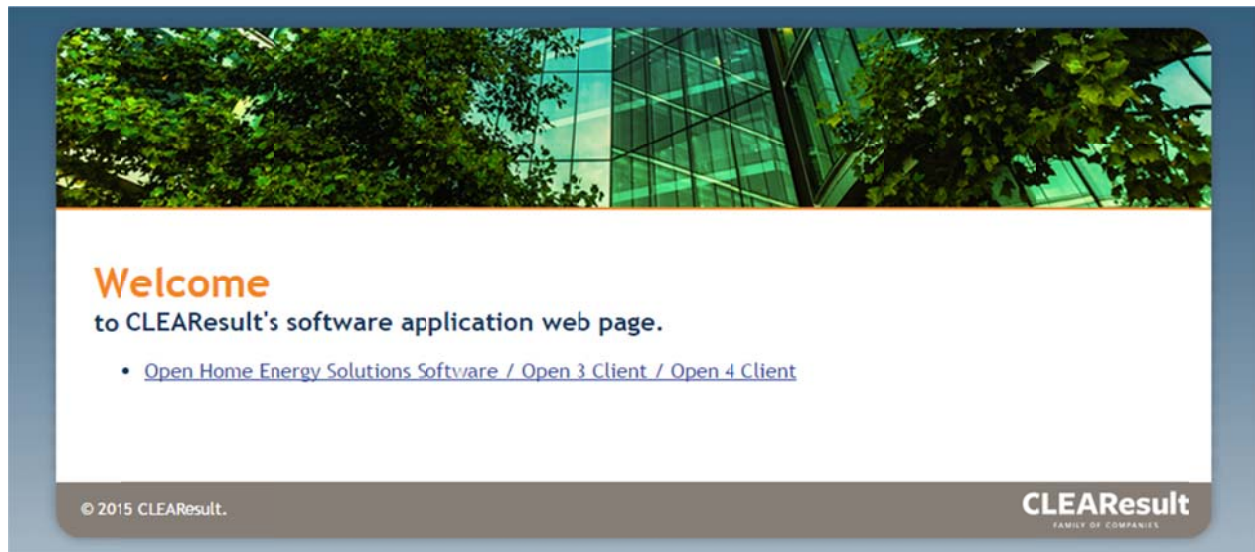 Welcome
to CLEAResult's software application web page.
• Open Home Energy Solutions Software / Open 3 Client / Open 4 Client
© 2015 CLEAResult.
CLEAResult
FAMILY OF COMPANIES